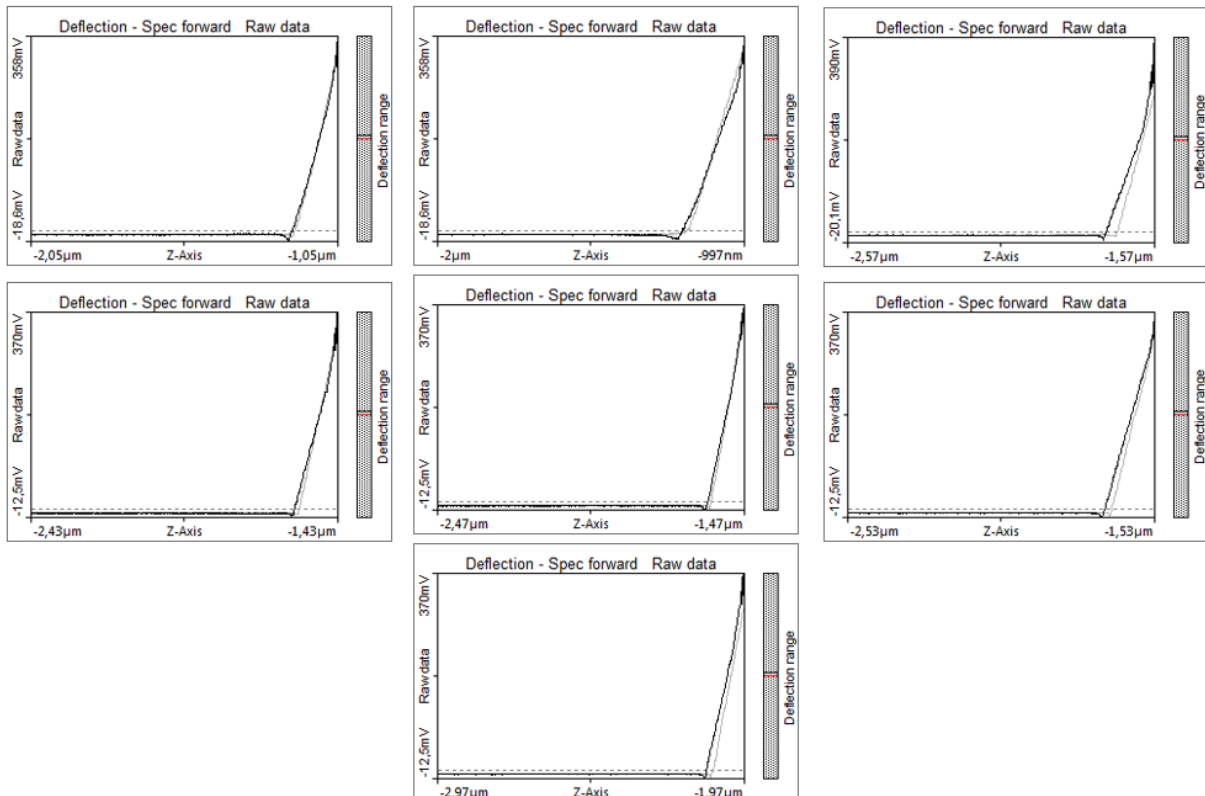 Deflection - Spec forward Raw data
358mV
Raw data
-18,6mV
-2,05µm Z-Axis -1,05µm
Deflection range
Deflection - Spec forward Raw data
358mV
Raw data
-18,6mV
-2µm Z-Axis -997nm
Deflection range
Deflection - Spec forward Raw data
390mV
Raw data
-20,1mV
-2,57µm Z-Axis -1,57µm
Deflection range
Deflection - Spec forward Raw data
370mV
Raw data
-12,5mV
-2,43µm Z-Axis -1,43µm
Deflection range
Deflection - Spec forward Raw data
370mV
Raw data
-12,5mV
-2,47µm Z-Axis -1,47µm
Deflection range
Deflection - Spec forward Raw data
370mV
Raw data
-12,5mV
-2,53µm Z-Axis -1,53µm
Deflection range
Deflection - Spec forward Raw data
370mV
Raw data
-12,5mV
-2,97µm Z-Axis -1,97µm
Deflection range